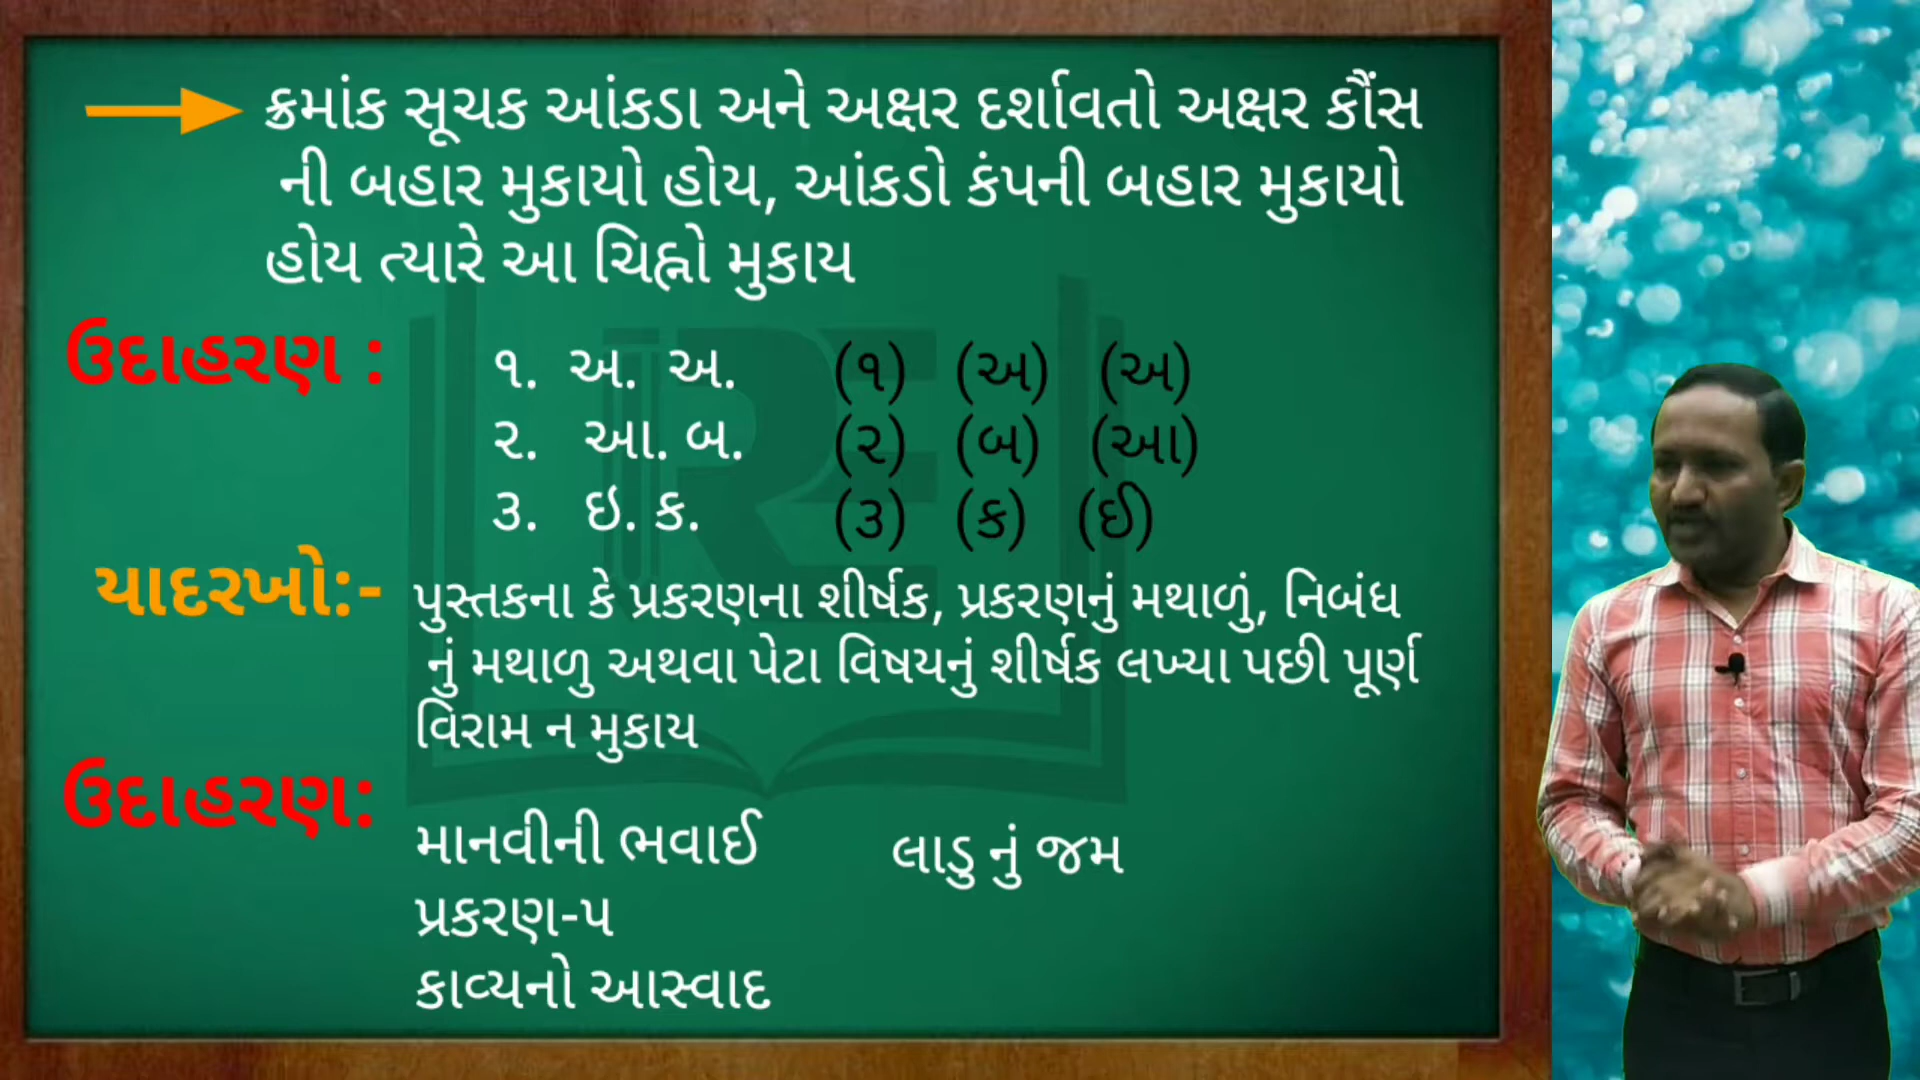 ક્રમાંક સૂચક આંકડા અને અક્ષર દર્શાવતો અક્ષર કૌંસ
ની બહાર મુકાયો હોય, આંકડો કંપની બહાર મુકાયો
હોય ત્યારે આ ચિહ્નો મુકાય
ઉદાહરણ :
૧. અ. અ. (૧) (અ) (અ)
૨. આ. બ. (૨) (બ) (આ)
૩. ઇ. ક. (૩) (ક) (ઈ)
યાદરખો:- પુસ્તકના કે પ્રકરણના શીર્ષક, પ્રકરણનું મથાળું, નિબંધ
નું મથાળુ અથવા પેટા વિષયનું શીર્ષક લખ્યા પછી પૂર્ણ
વિરામ ન મુકાય
ઉદાહરણ:
માનવીની ભવાઈ લાડુ નું જમ
પ્રકરણ-૫
કાવ્યનો આસ્વાદ